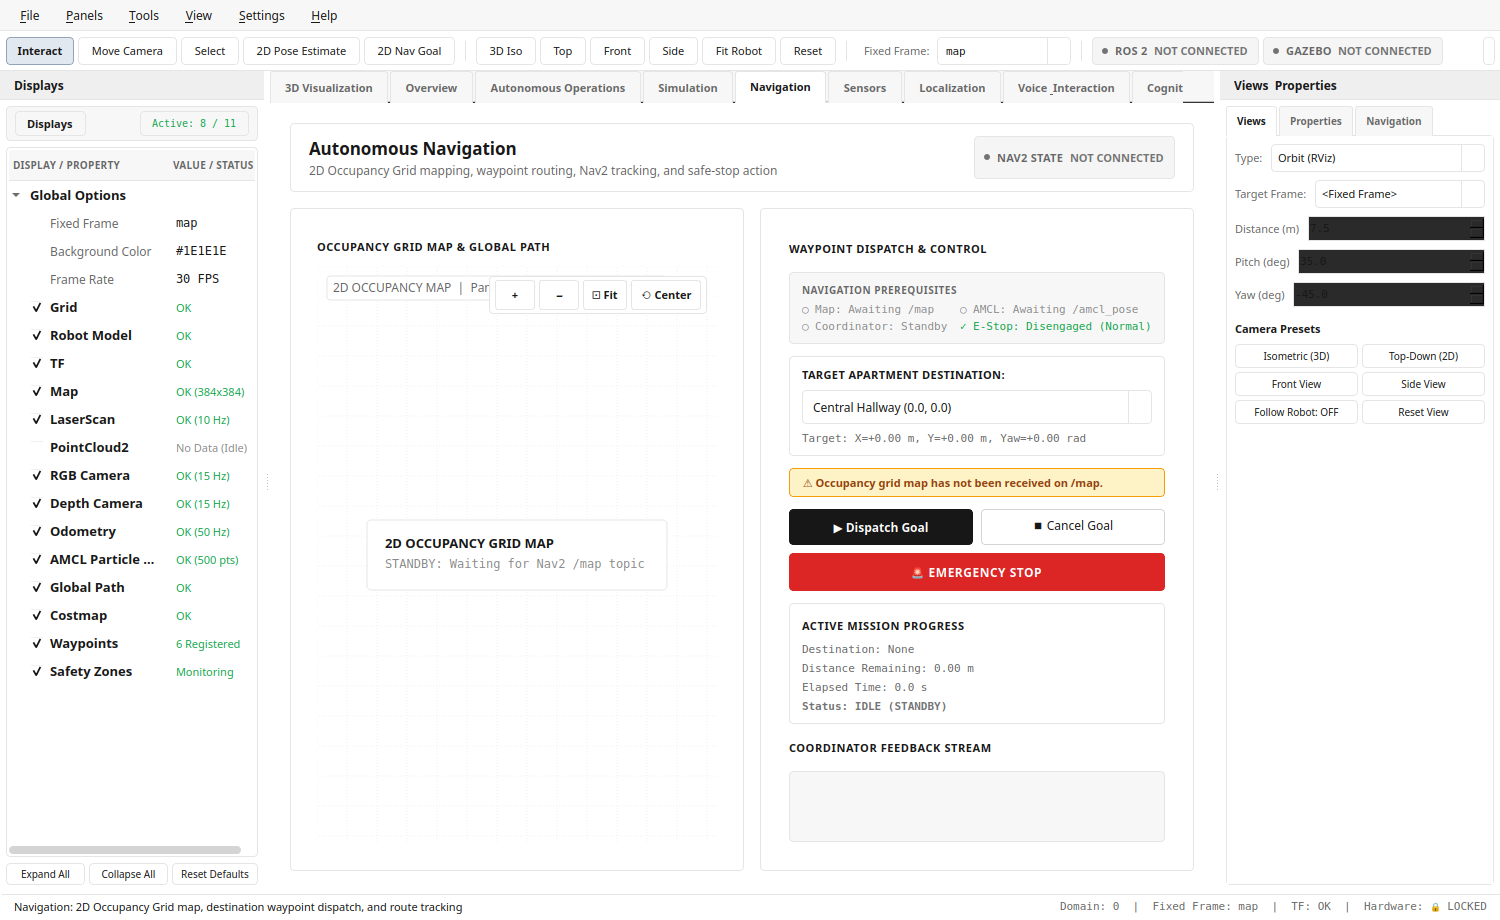 File Panels Tools View Settings Help
Interact Move Camera Select 2D Pose Estimate 2D Nav Goal 3D Iso Top Front Side Fit Robot Reset Fixed Frame: map ● ROS 2 NOT CONNECTED ● GAZEBO NOT CONNECTED
Displays
Displays Active: 8 / 11
DISPLAY / PROPERTY VALUE / STATUS
Global Options
Fixed Frame map
Background Color #1E1E1E
Frame Rate 30 FPS
✓ Grid OK
✓ Robot Model OK
✓ TF OK
✓ Map OK (384x384)
✓ LaserScan OK (10 Hz)
PointCloud2 No Data (Idle)
✓ RGB Camera OK (15 Hz)
✓ Depth Camera OK (15 Hz)
✓ Odometry OK (50 Hz)
✓ AMCL Particle ... OK (500 pts)
✓ Global Path OK
✓ Costmap OK
✓ Waypoints 6 Registered
✓ Safety Zones Monitoring
Expand All Collapse All Reset Defaults
3D Visualization Overview Autonomous Operations Simulation Navigation Sensors Localization Voice _Interaction Cognit
Autonomous Navigation
2D Occupancy Grid mapping, waypoint routing, Nav2 tracking, and safe-stop action
● NAV2 STATE NOT CONNECTED
OCCUPANCY GRID MAP & GLOBAL PATH
2D OCCUPANCY MAP | Par
+ − ⊡ Fit ⟲ Center
2D OCCUPANCY GRID MAP
STANDBY: Waiting for Nav2 /map topic
WAYPOINT DISPATCH & CONTROL
NAVIGATION PREREQUISITES
○ Map: Awaiting /map ○ AMCL: Awaiting /amcl_pose
○ Coordinator: Standby ✓ E-Stop: Disengaged (Normal)
TARGET APARTMENT DESTINATION:
Central Hallway (0.0, 0.0)
Target: X=+0.00 m, Y=+0.00 m, Yaw=+0.00 rad
⚠ Occupancy grid map has not been received on /map.
▶ Dispatch Goal ■ Cancel Goal
🚨 EMERGENCY STOP
ACTIVE MISSION PROGRESS
Destination: None
Distance Remaining: 0.00 m
Elapsed Time: 0.0 s
Status: IDLE (STANDBY)
COORDINATOR FEEDBACK STREAM
Views Properties
Views Properties Navigation
Type: Orbit (RViz)
Target Frame: <Fixed Frame>
Distance (m) 7.5
Pitch (deg) 35.0
Yaw (deg) -45.0
Camera Presets
Isometric (3D) Top-Down (2D)
Front View Side View
Follow Robot: OFF Reset View
Navigation: 2D Occupancy Grid map, destination waypoint dispatch, and route tracking
Domain: 0 | Fixed Frame: map | TF: OK | Hardware: 🔒 LOCKED